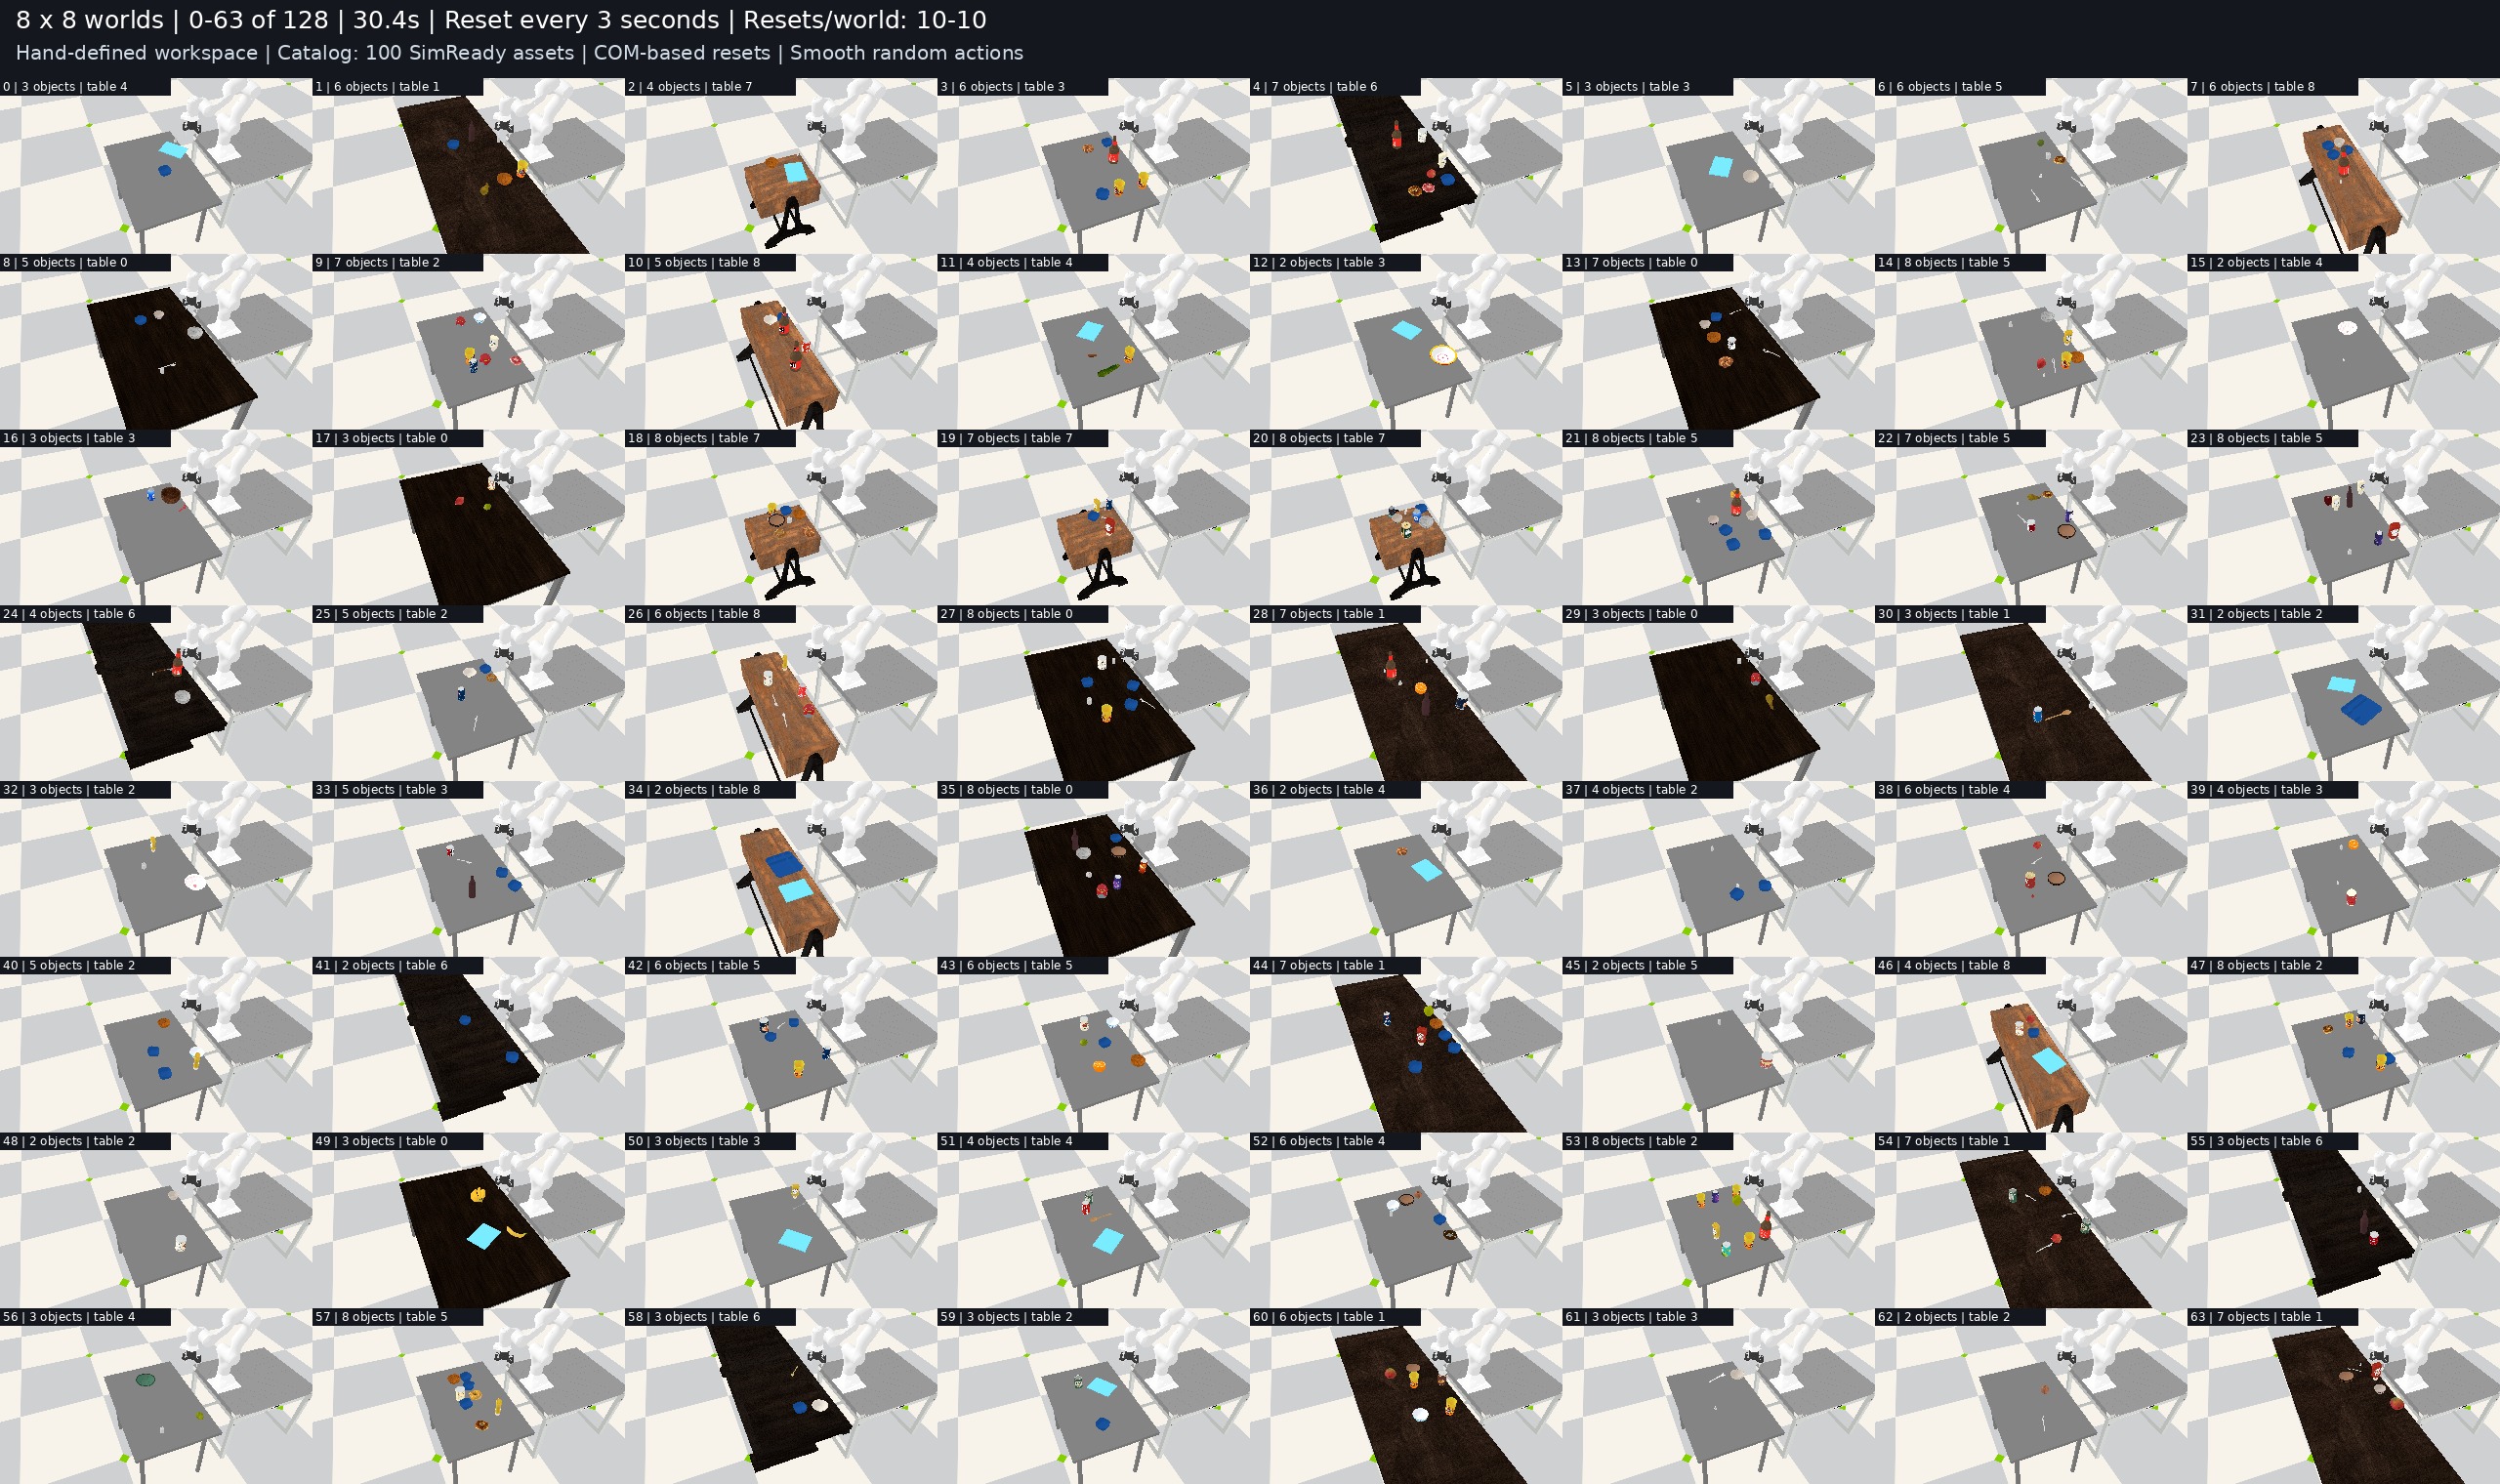 8 x 8 worlds | 0-63 of 128 | 30.4s | Reset every 3 seconds | Resets/world: 10-10
Hand-defined workspace | Catalog: 100 SimReady assets | COM-based resets | Smooth random actions
0 | 3 objects | table 4
1 | 6 objects | table 1
2 | 4 objects | table 7
3 | 6 objects | table 3
4 | 7 objects | table 6
5 | 3 objects | table 3
6 | 6 objects | table 5
7 | 6 objects | table 8
8 | 5 objects | table 0
9 | 7 objects | table 2
10 | 5 objects | table 8
11 | 4 objects | table 4
12 | 2 objects | table 3
13 | 7 objects | table 0
14 | 8 objects | table 5
15 | 2 objects | table 4
16 | 3 objects | table 3
17 | 3 objects | table 0
18 | 8 objects | table 7
19 | 7 objects | table 7
20 | 8 objects | table 7
21 | 8 objects | table 5
22 | 7 objects | table 5
23 | 8 objects | table 5
24 | 4 objects | table 6
25 | 5 objects | table 2
26 | 6 objects | table 8
27 | 8 objects | table 0
28 | 7 objects | table 1
29 | 3 objects | table 0
30 | 3 objects | table 1
31 | 2 objects | table 2
32 | 3 objects | table 2
33 | 5 objects | table 3
34 | 2 objects | table 8
35 | 8 objects | table 0
36 | 2 objects | table 4
37 | 4 objects | table 2
38 | 6 objects | table 4
39 | 4 objects | table 3
40 | 5 objects | table 2
41 | 2 objects | table 6
42 | 6 objects | table 5
43 | 6 objects | table 5
44 | 7 objects | table 1
45 | 2 objects | table 5
46 | 4 objects | table 8
47 | 8 objects | table 2
48 | 2 objects | table 2
49 | 3 objects | table 0
50 | 3 objects | table 3
51 | 4 objects | table 4
52 | 6 objects | table 4
53 | 8 objects | table 2
54 | 7 objects | table 1
55 | 3 objects | table 6
56 | 3 objects | table 4
57 | 8 objects | table 5
58 | 3 objects | table 6
59 | 3 objects | table 2
60 | 6 objects | table 1
61 | 3 objects | table 3
62 | 2 objects | table 2
63 | 7 objects | table 1